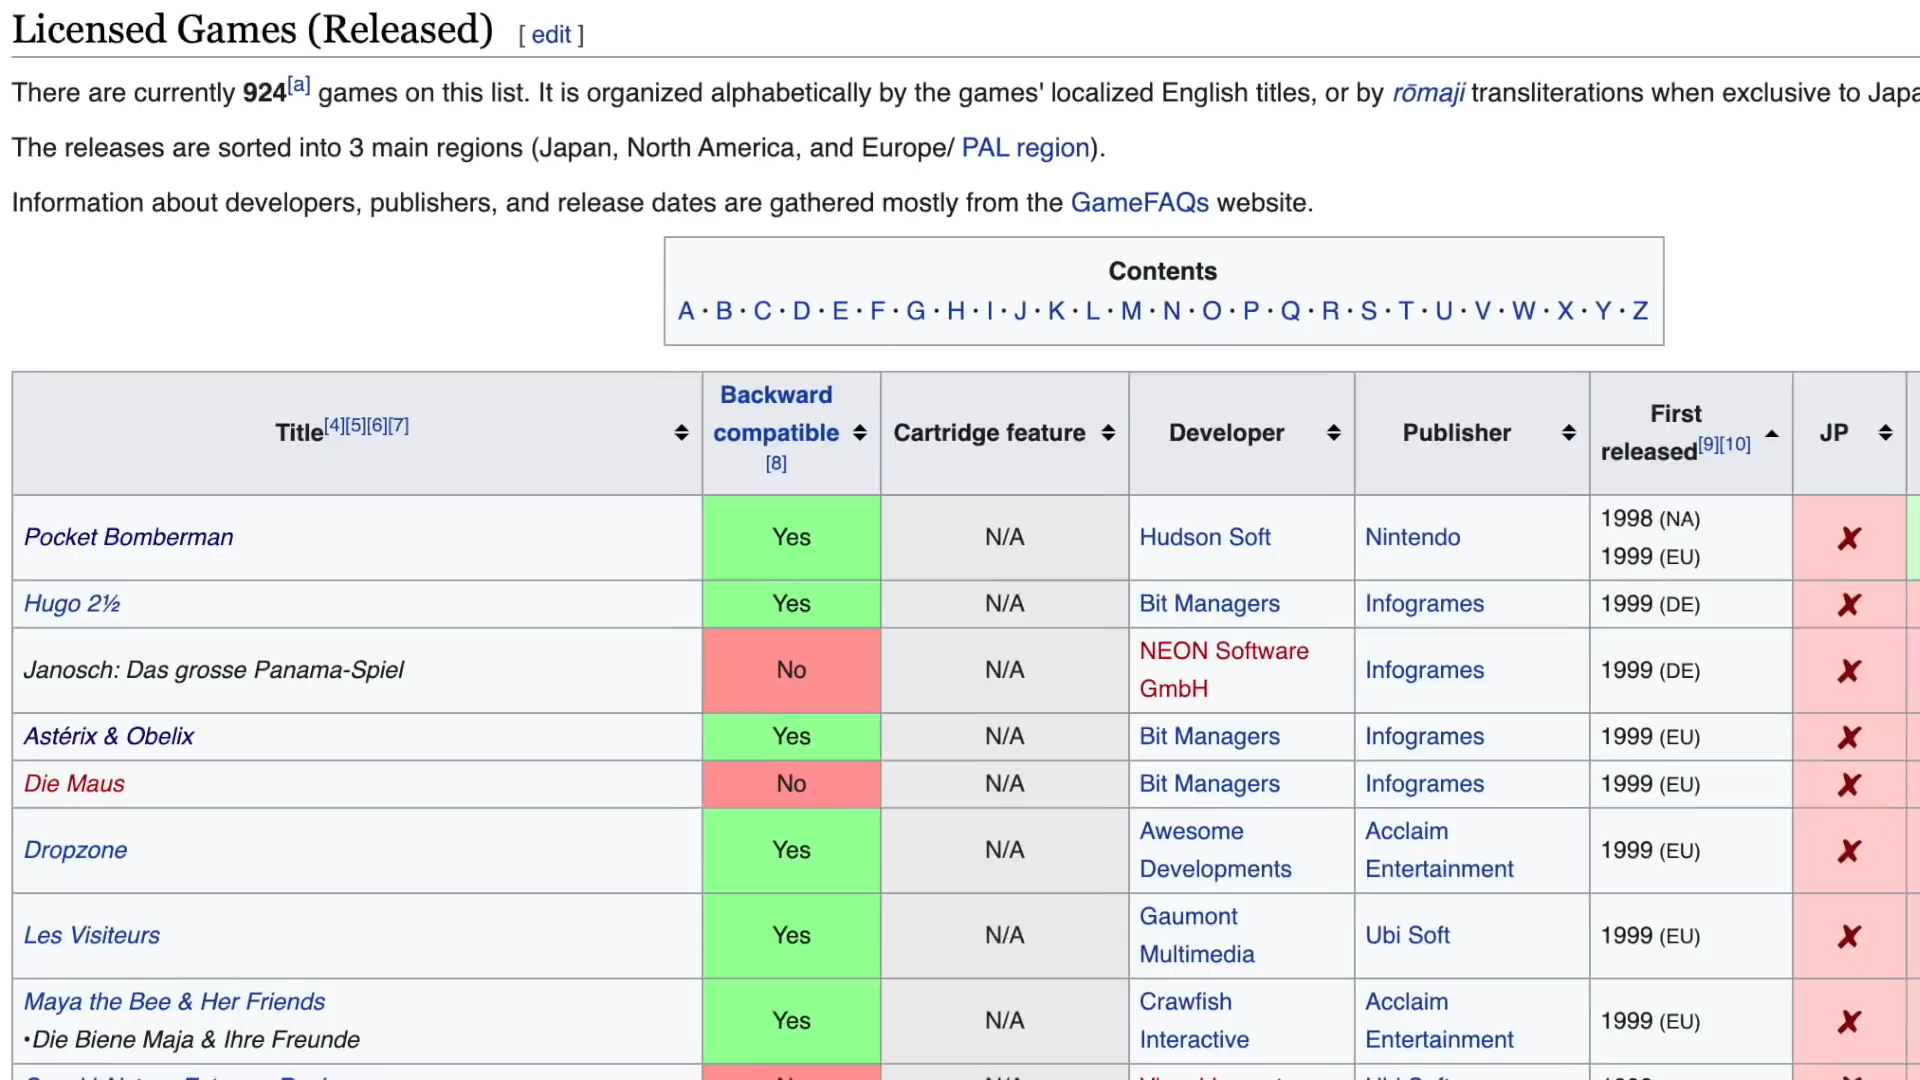 Licensed Games (Released) [ edit ]
There are currently 924[a] games on this list. It is organized alphabetically by the games' localized English titles, or by rōmaji transliterations when exclusive to Japa
The releases are sorted into 3 main regions (Japan, North America, and Europe/ PAL region).
Information about developers, publishers, and release dates are gathered mostly from the GameFAQs website.
Contents
A · B · C · D · E · F · G · H · I · J · K · L · M · N · O · P · Q · R · S · T · U · V · W · X · Y · Z
Title[4][5][6][7]
Backward
compatible
[8]
Cartridge feature
Developer
Publisher
First
released[9][10]
JP
Pocket Bomberman
Yes
N/A
Hudson Soft
Nintendo
1998 (NA)
1999 (EU)
✗
Hugo 2½
Yes
N/A
Bit Managers
Infogrames
1999 (DE)
✗
Janosch: Das grosse Panama-Spiel
No
N/A
NEON Software
GmbH
Infogrames
1999 (DE)
✗
Astérix & Obelix
Yes
N/A
Bit Managers
Infogrames
1999 (EU)
✗
Die Maus
No
N/A
Bit Managers
Infogrames
1999 (EU)
✗
Dropzone
Yes
N/A
Awesome
Developments
Acclaim
Entertainment
1999 (EU)
✗
Les Visiteurs
Yes
N/A
Gaumont
Multimedia
Ubi Soft
1999 (EU)
✗
Maya the Bee & Her Friends
•Die Biene Maja & Ihre Freunde
Yes
N/A
Crawfish
Interactive
Acclaim
Entertainment
1999 (EU)
✗